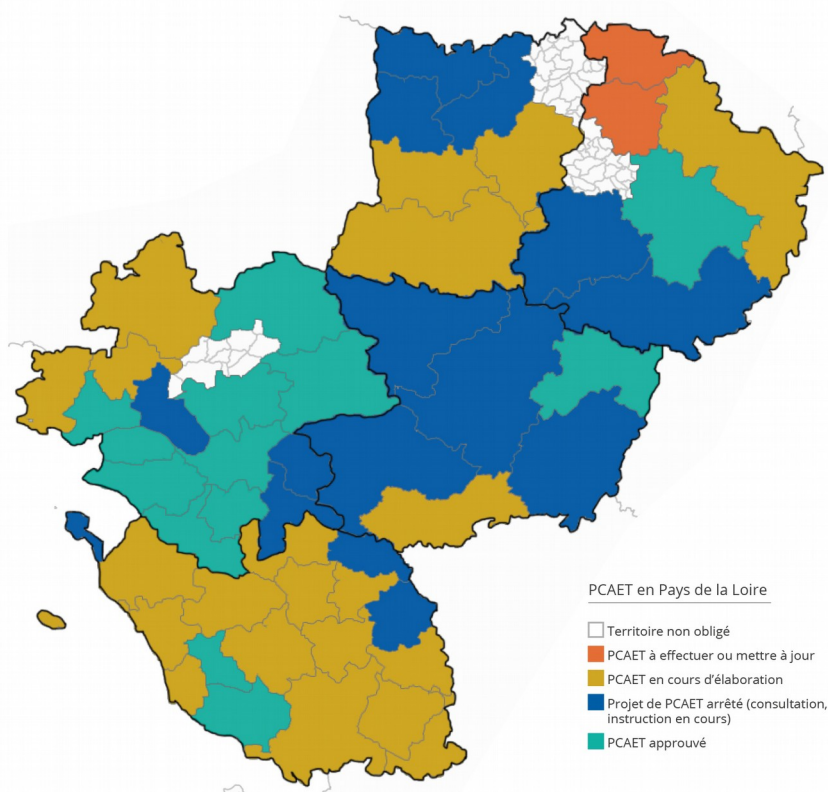 PCAET en Pays de la Loire
Territoire non obligé
PCAET à effectuer ou mettre à jour
PCAET en cours d'élaboration
Projet de PCAET arrêté (consultation,
instruction en cours)
PCAET approuvé